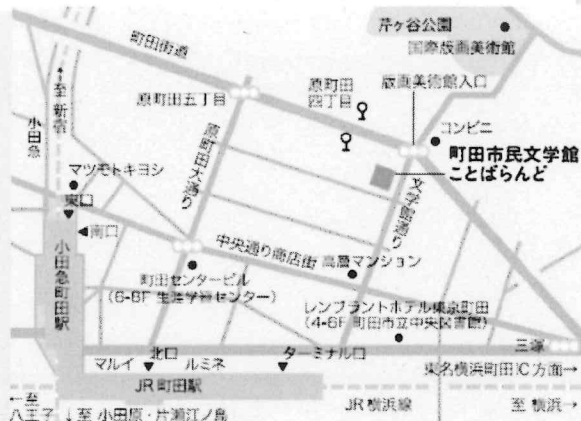 芹ヶ谷公園
国際版画美術館
町田街道
版画美術館入口
原町田
四丁目
原町田五丁目
至 新宿
小田急
コンビニ
町田市民文学館
ことばらんど
原町田大通り
文学館通り
マツモトキヨシ
東口
南口
小田急町田駅
中央通り商店街
高層マンション
町田センタービル
(6-8F 生涯学習センター)
レンブラントホテル東京町田
(4-6F 町田市立中央図書館)
三塚
北口
マルイ
ルミネ
ターミナル口
JR町田駅
東名横浜町田IC方面→
←至
八王子
↓至 小田原・片瀬江ノ島
JR横浜線
至 横浜→